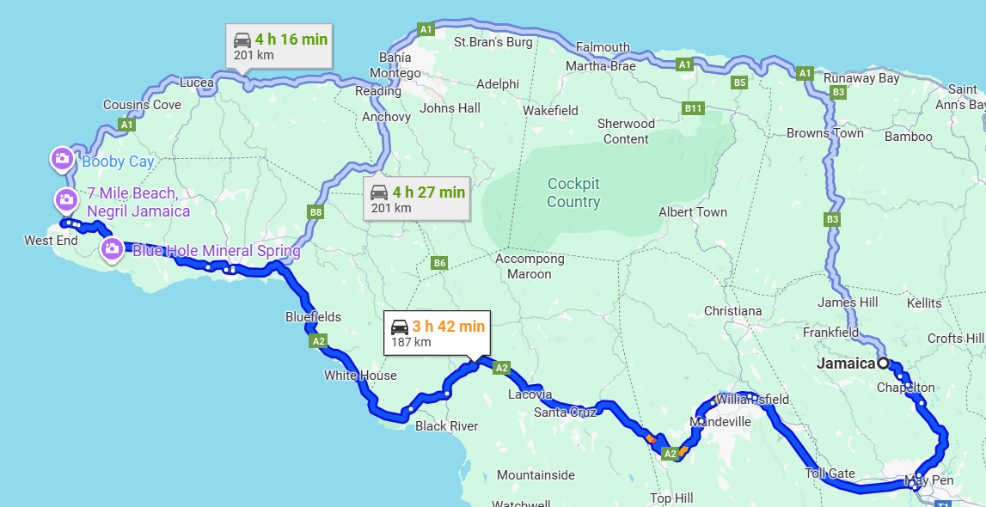 A1
St.Bran's Burg
4 h 16 min
201 km
Bahía
Montego
Falmouth
Martha Brae
A1
A1
Runaway Bay
Lucea
Reading
Adelphi
B5
B3
Saint
Ann's Bay
Cousins Cove
Johns Hall
Wakefield
B11
A1
Anchovy
Sherwood
Content
Browns Town
Bamboo
Booby Cay
7 Mile Beach,
Negril Jamaica
4 h 27 min
201 km
Cockpit
Country
B8
Albert Town
B3
West End
Blue Hole Mineral Spring
B6
Accompong
Maroon
James Hill
Kellits
Bluefields
Christiana
3 h 42 min
187 km
Frankfield
Crofts Hill
A2
Jamaica
White House
A2
Chapelton
Lacovia
Williamsfield
Santa Cruz
Black River
Mandeville
A2
Mountainside
Toll Gate
May Pen
Top Hill
Watchwell
T1